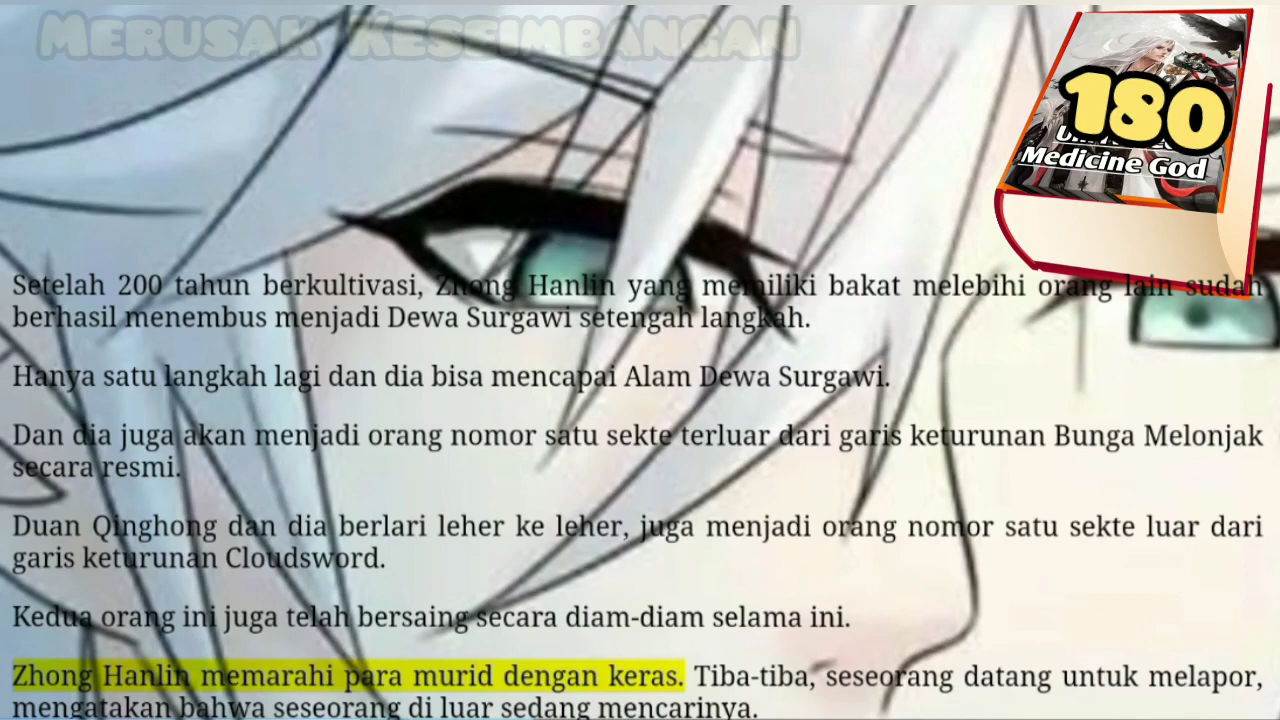 Merusak Keseimbangan
180
Medicine God
Setelah 200 tahun berkultivasi, Zhong Hanlin yang memiliki bakat melebihi orang lain sudah
berhasil menembus menjadi Dewa Surgawi setengah langkah.
Hanya satu langkah lagi dan dia bisa mencapai Alam Dewa Surgawi.
Dan dia juga akan menjadi orang nomor satu sekte terluar dari garis keturunan Bunga Melonjak
secara resmi.
Duan Qinghong dan dia berlari leher ke leher, juga menjadi orang nomor satu sekte luar dari
garis keturunan Cloudsword.
Kedua orang ini juga telah bersaing secara diam-diam selama ini.
Zhong Hanlin memarahi para murid dengan keras. Tiba-tiba, seseorang datang untuk melapor,
mengatakan bahwa seseorang di luar sedang mencarinya.